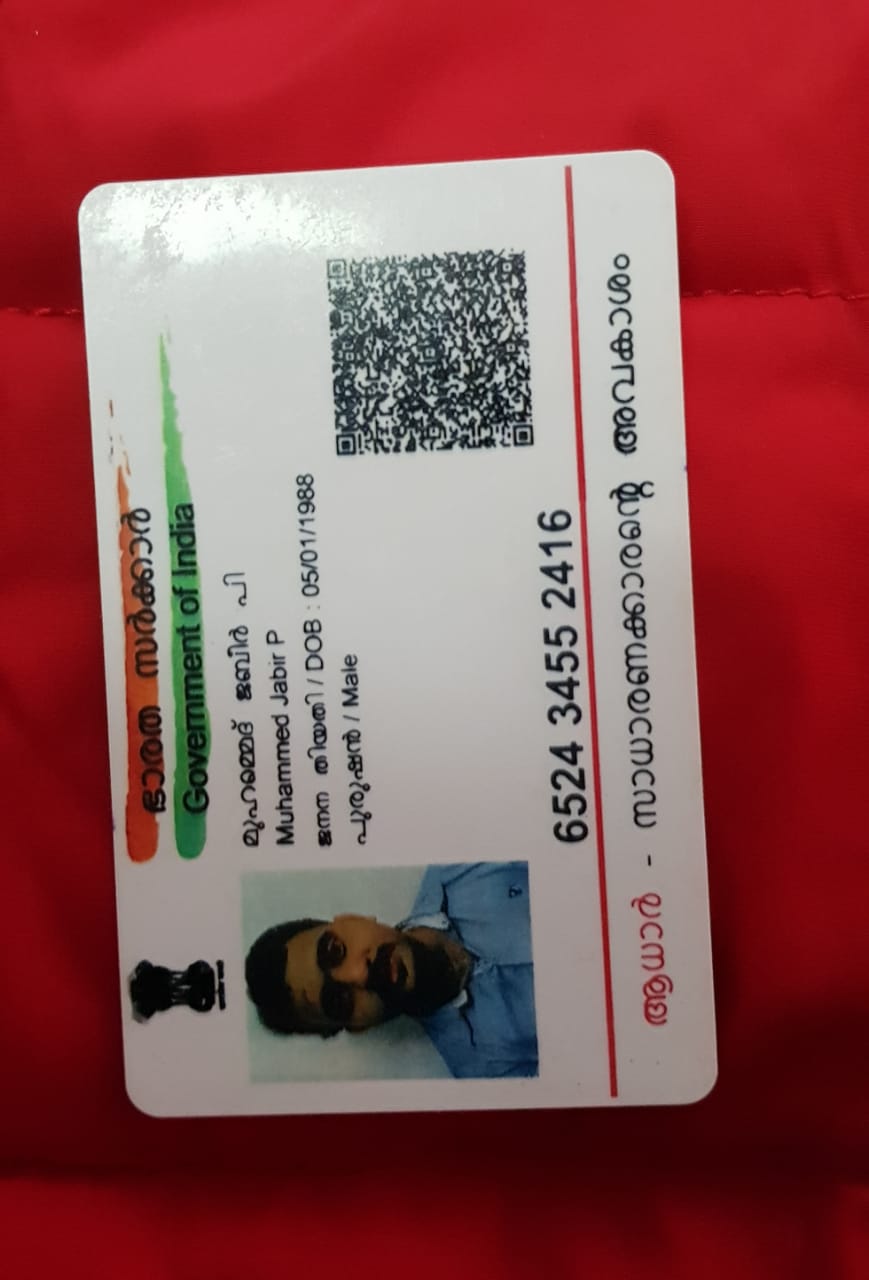 ഭാരത സർക്കാർ
Government of India
മുഹമ്മെദ് ജബീർ പി
Muhammed Jabir P
ജനന തിയതി / DOB : 05/01/1988
പുരുഷൻ / Male
6524 3455 2416
ആധാർ - സാധാരണക്കാരന്റെ അവകാശം